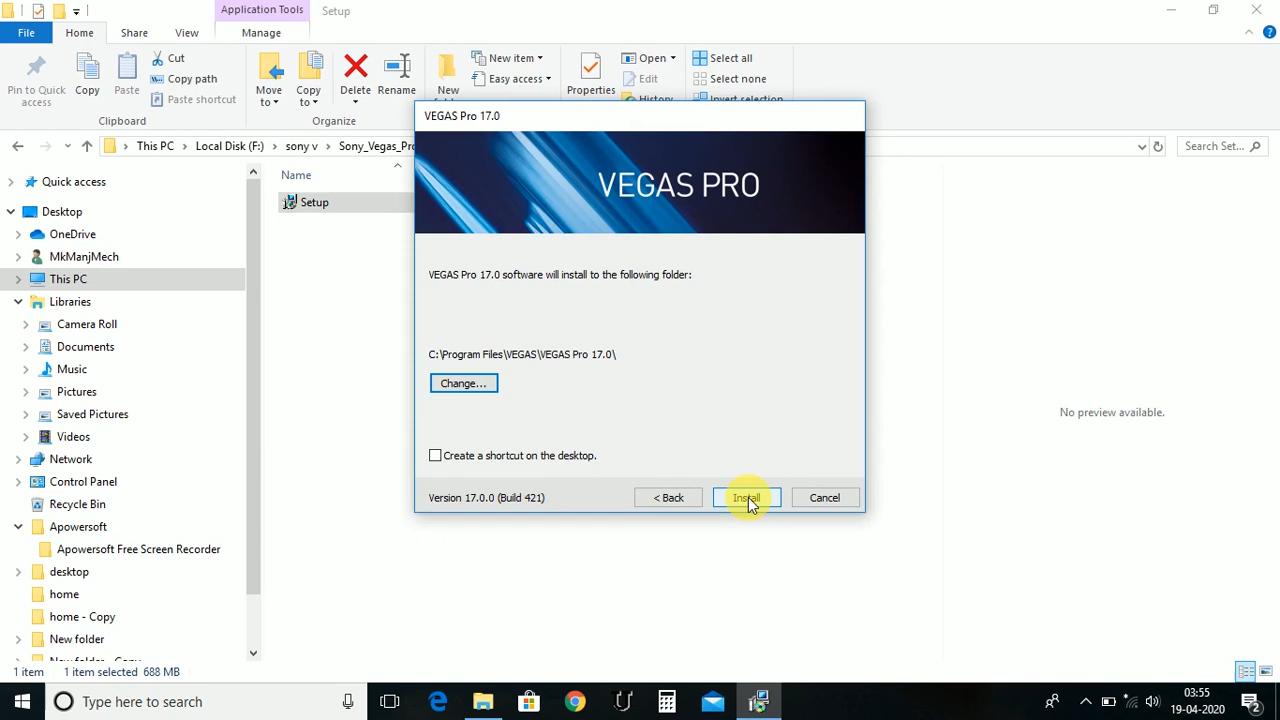 Application Tools
Setup
File
Home
Share
View
Manage
Pin to Quick
access
Copy
Paste
Cut
Copy path
Paste shortcut
Clipboard
Move
to
Copy
to
Delete
Rename
Organize
New
New item
Easy access
Properties
Open
Edit
History
Select all
Select none
Invert selection
This PC
Local Disk (F:)
sony v
Sony_Vegas_Pro
Search Set...
Quick access
Desktop
OneDrive
MkManjMech
This PC
Libraries
Camera Roll
Documents
Music
Pictures
Saved Pictures
Videos
Network
Control Panel
Recycle Bin
Apowersoft
Apowersoft Free Screen Recorder
desktop
home
home - Copy
New folder
New folder - Copy
Name
Setup
VEGAS Pro 17.0
VEGAS PRO
VEGAS Pro 17.0 software will install to the following folder:
C:\Program Files\VEGAS\VEGAS Pro 17.0\
Change...
Create a shortcut on the desktop.
Version 17.0.0 (Build 421)
< Back
Install
Cancel
No preview available.
1 item
1 item selected 688 MB
Type here to search
03:55
19-04-2020
2